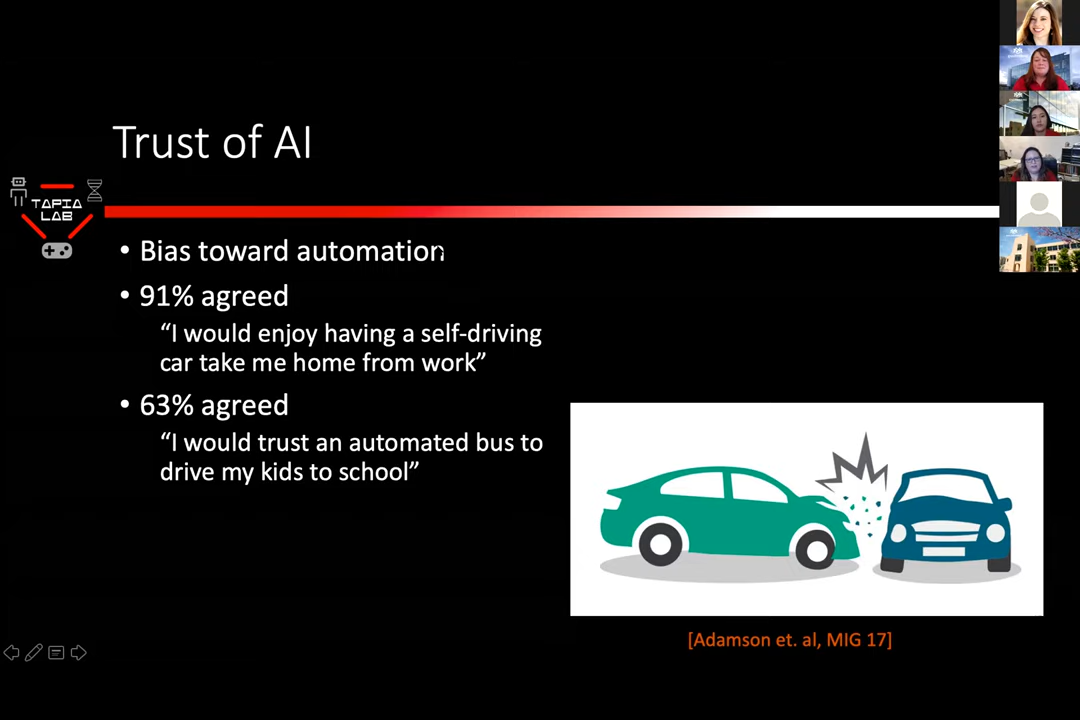 Trust of AI
TAPIA
LAB
• Bias toward automation
• 91% agreed
“I would enjoy having a self-driving
car take me home from work”
• 63% agreed
“I would trust an automated bus to
drive my kids to school”
[Adamson et. al, MIG 17]